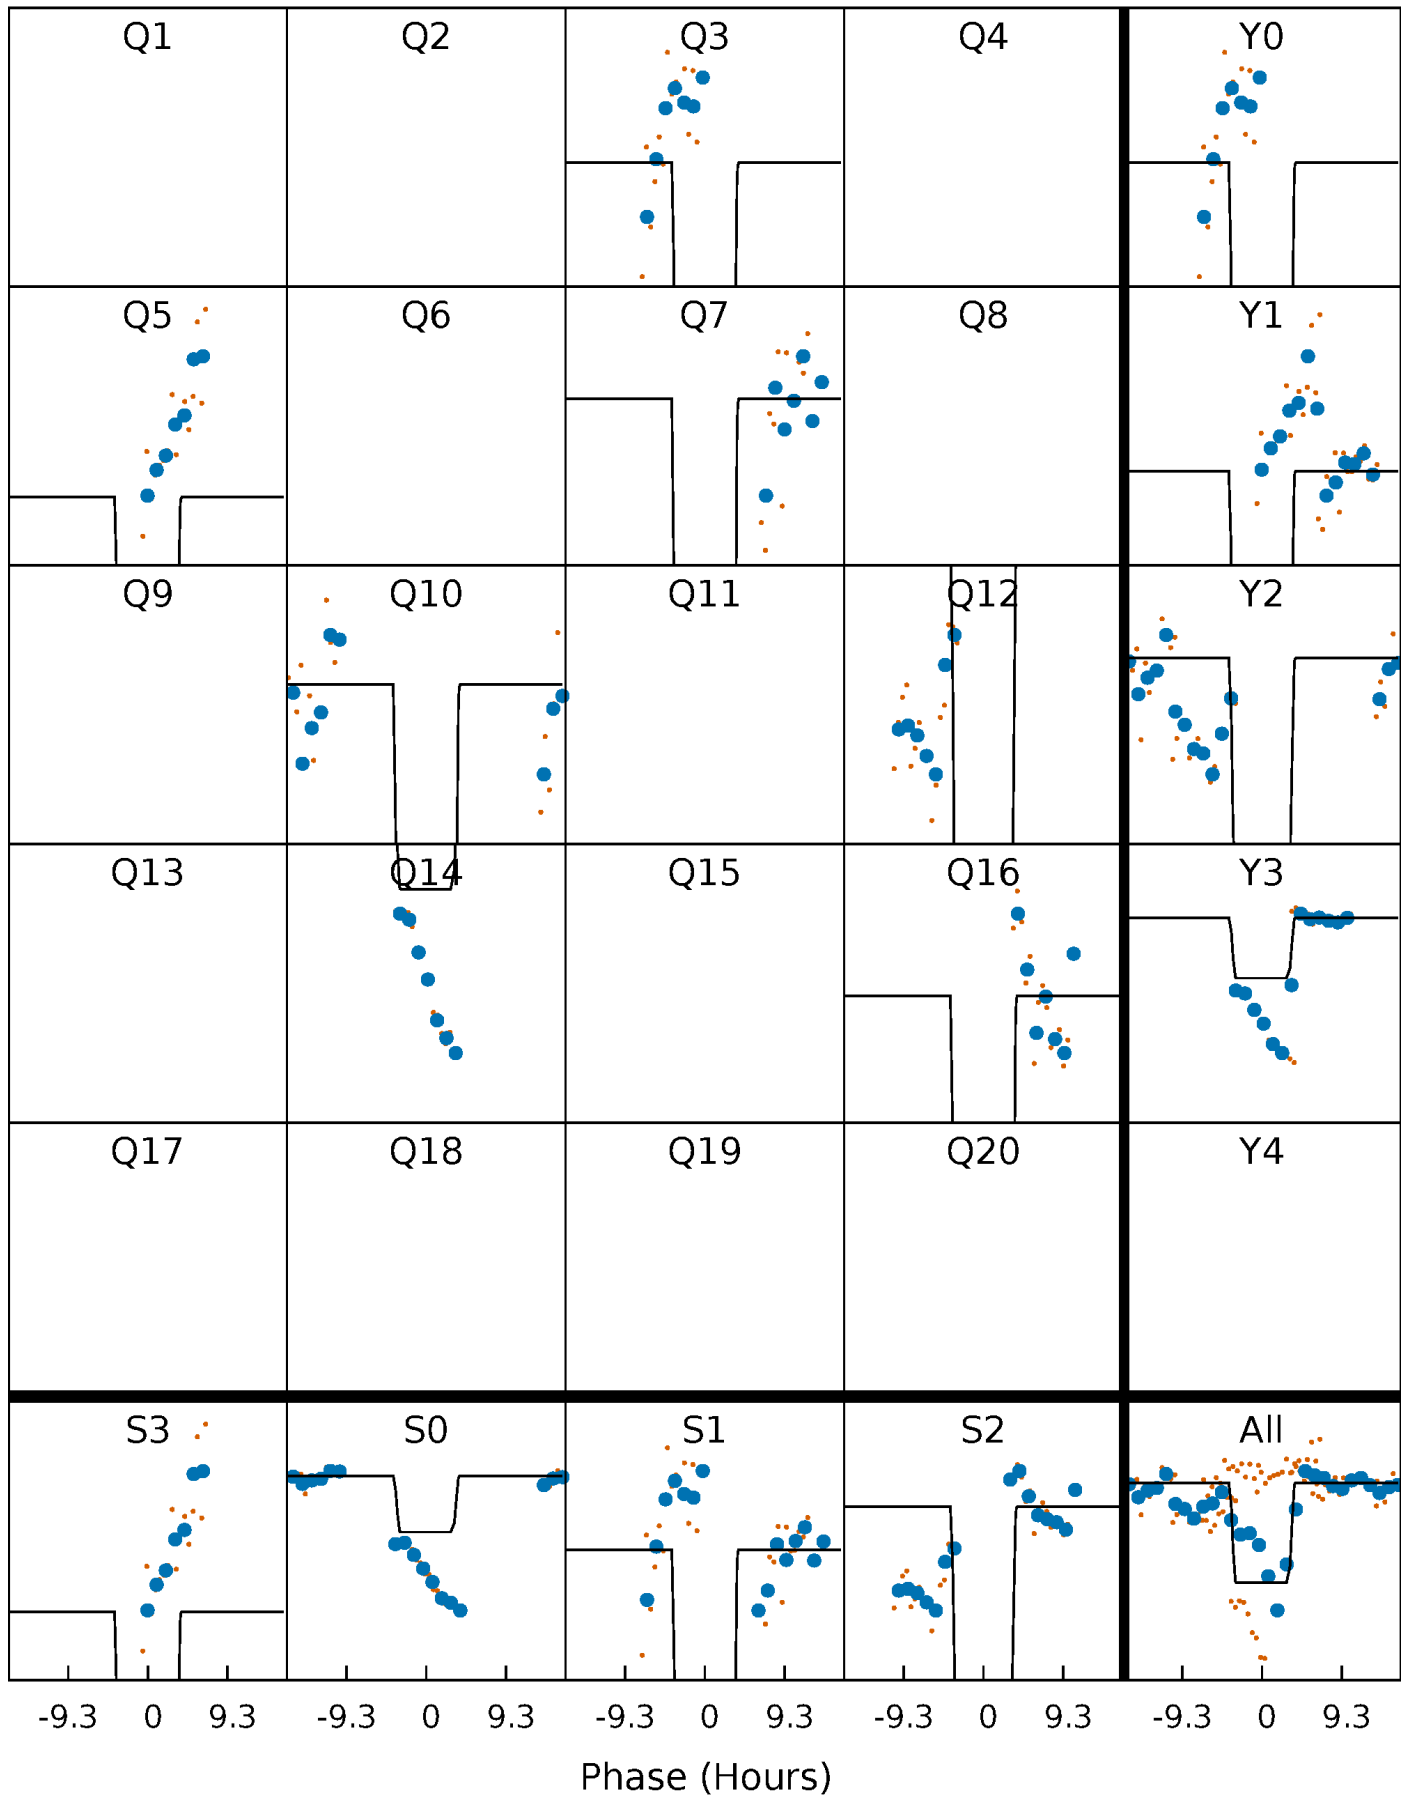 Q1 Q2 Q3 Q4 Y0
Q5 Q6 Q7 Q8 Y1
Q9 Q10 Q11 Q12 Y2
Q13 Q14 Q15 Q16 Y3
Q17 Q18 Q19 Q20 Y4
S3 S0 S1 S2 All
-9.3 0 9.3 -9.3 0 9.3 -9.3 0 9.3 -9.3 0 9.3 -9.3 0 9.3
Phase (Hours)